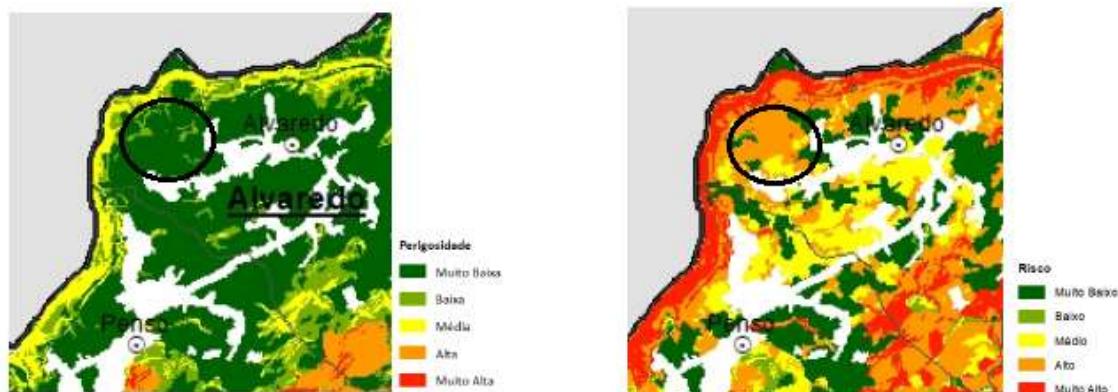 Alvaredo
Alvaredo
Penso
Perigosidade
Muito Baixa
Baixa
Média
Alta
Muito Alta
Alvaredo
Penso
Risco
Muito Baixo
Baixo
Médio
Alto
Muito Alto